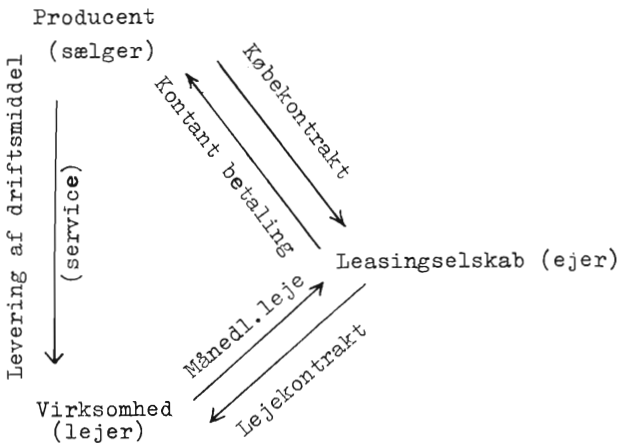 Producent
(sælger)
Købekontrakt
Kontant betaling
Levering af driftsmiddel
(service)
Leasingselskab (ejer)
Månedl.leje
Lejekontrakt
Virksomhed
(lejer)